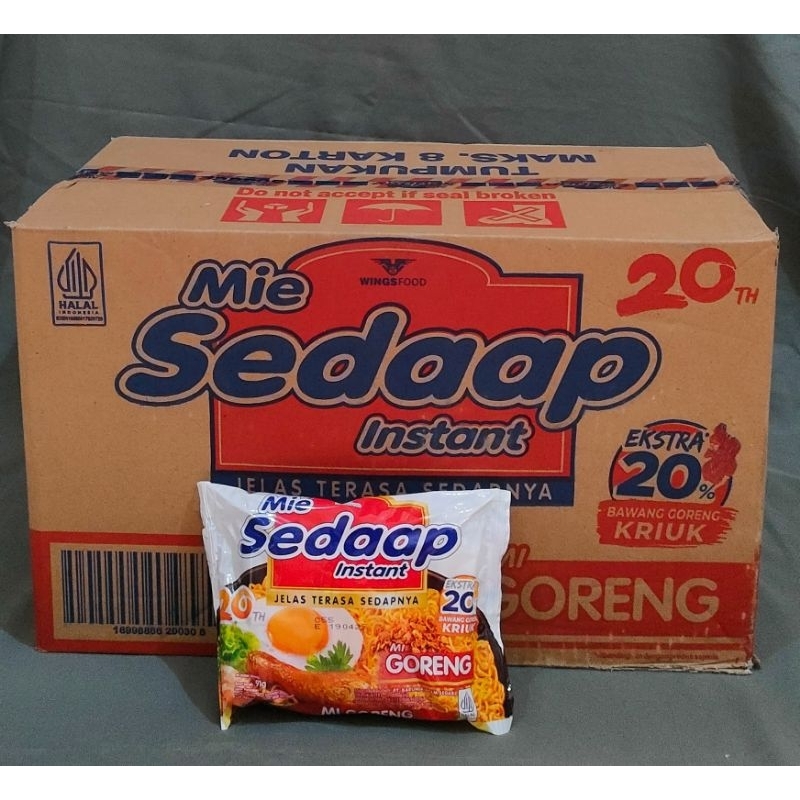 TUMPUKAN
MAKS. 8 KARTON
Do not accept if seal broken
HALAL
INDONESIA
WINGSFOOD
Mie
Sedaap
Instant
JELAS TERASA SEDAPNYA
20TH
EKSTRA*
20%
BAWANG GORENG
KRIUK
MI
GORENG
Mie
Sedaap
Instant
JELAS TERASA SEDAPNYA
20TH
EKSTRA
20
KRIUK
MI
GORENG
MI GORENG